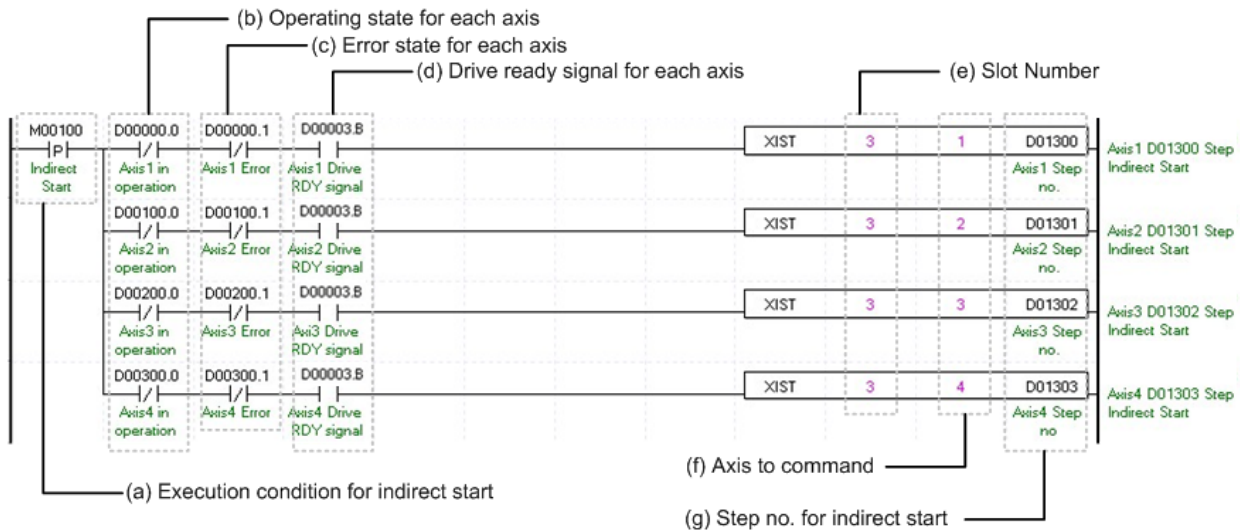 (b) Operating state for each axis
(c) Error state for each axis
(d) Drive ready signal for each axis
(e) Slot Number
M00100 D00000.0 D00000.1 D00003.B
P
XIST 3 1 D01300
Indirect Start
Axis1 in operation
Axis1 Error
Axis1 Drive RDY signal
Axis1 Step no.
Axis1 D01300 Step Indirect Start
D00100.0 D00100.1 D00003.B
XIST 3 2 D01301
Axis2 in operation
Axis2 Error
Axis2 Drive RDY signal
Axis2 Step no.
Axis2 D01301 Step Indirect Start
D00200.0 D00200.1 D00003.B
XIST 3 3 D01302
Axis3 in operation
Axis3 Error
Axi3 Drive RDY signal
Axis3 Step no.
Axis3 D01302 Step Indirect Start
D00300.0 D00300.1 D00003.B
XIST 3 4 D01303
Axis4 in operation
Axis4 Error
Axis4 Drive RDY signal
Axis4 Step no
Axis4 D01303 Step Indirect Start
(f) Axis to command
(a) Execution condition for indirect start
(g) Step no. for indirect start